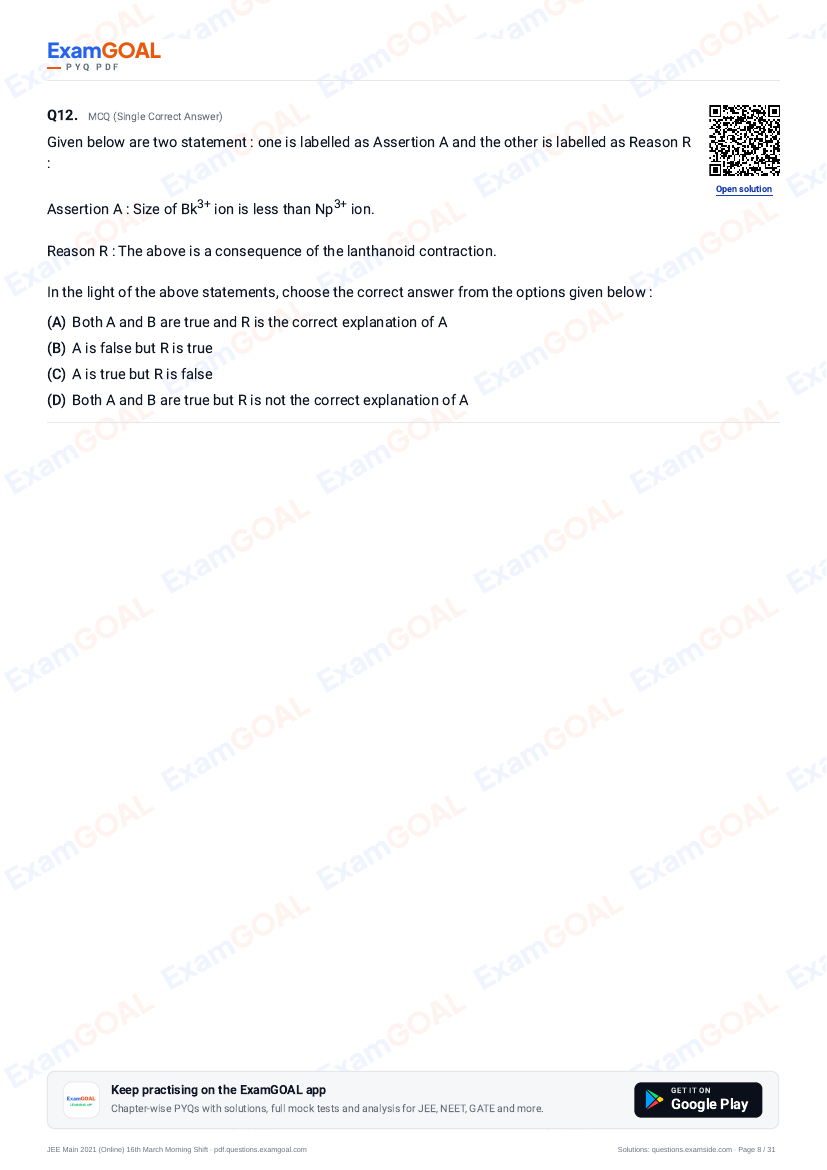 ExamGOAL
PYQ PDF
Q12. MCQ (Single Correct Answer)
Given below are two statement : one is labelled as Assertion A and the other is labelled as Reason R
:
Open solution
Assertion A : Size of Bk³⁺ ion is less than Np³⁺ ion.
Reason R : The above is a consequence of the lanthanoid contraction.
In the light of the above statements, choose the correct answer from the options given below :
(A) Both A and B are true and R is the correct explanation of A
(B) A is false but R is true
(C) A is true but R is false
(D) Both A and B are true but R is not the correct explanation of A
ExamGOAL
Keep practising on the ExamGOAL app
Chapter-wise PYQs with solutions, full mock tests and analysis for JEE, NEET, GATE and more.
GET IT ON
Google Play
JEE Main 2021 (Online) 16th March Morning Shift · pdf.questions.examgoal.com
Solutions: questions.examside.com · Page 8 / 31